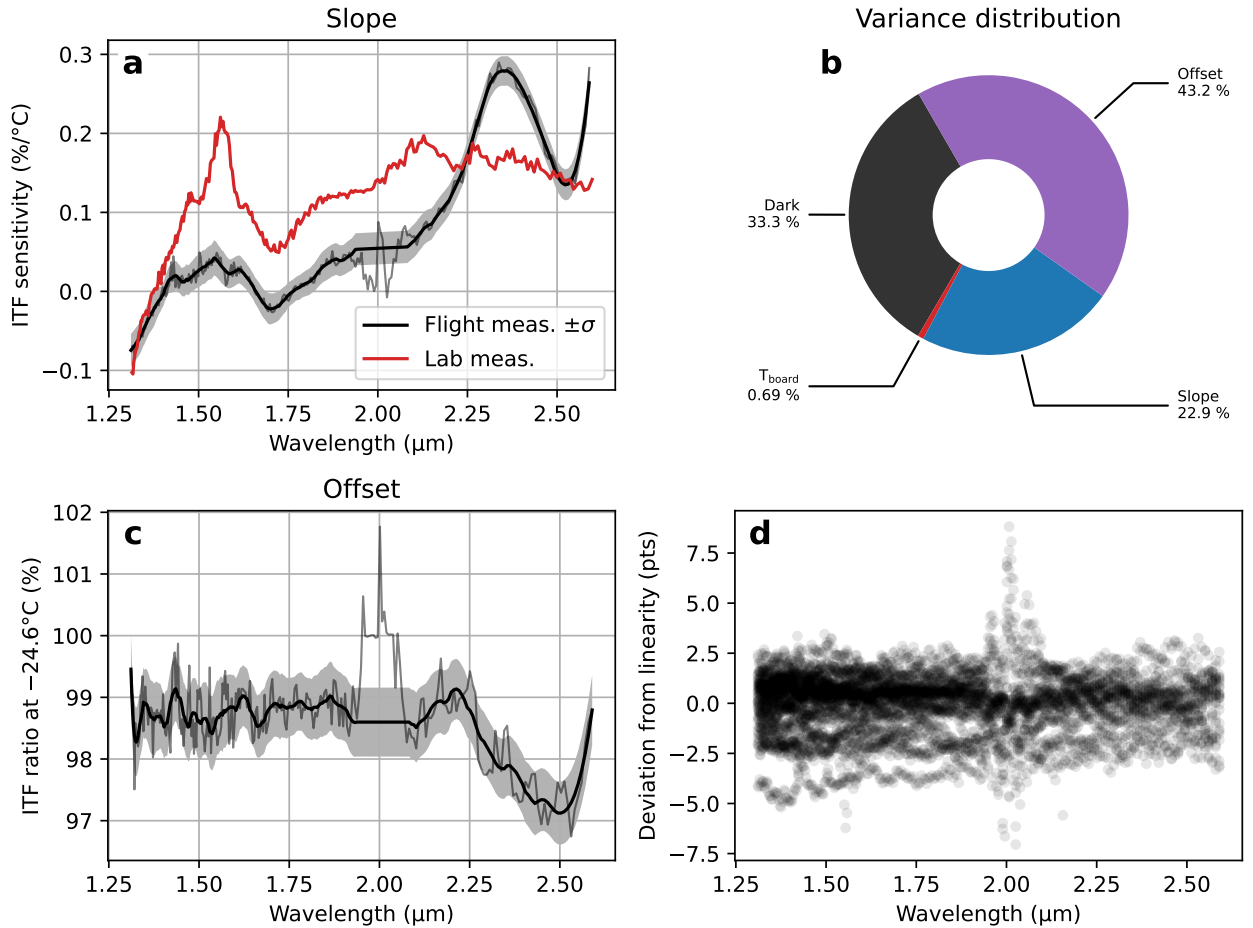 Slope
a
0.3
0.2
0.1
0.0
−0.1
ITF sensitivity (%/°C)
Flight meas. ±σ
Lab meas.
1.25 1.50 1.75 2.00 2.25 2.50
Wavelength (μm)
Variance distribution
b
Offset
43.2 %
Dark
33.3 %
T_board
0.69 %
Slope
22.9 %
Offset
c
102
101
100
99
98
97
ITF ratio at −24.6°C (%)
1.25 1.50 1.75 2.00 2.25 2.50
Wavelength (μm)
d
7.5
5.0
2.5
0.0
−2.5
−5.0
−7.5
Deviation from linearity (pts)
1.25 1.50 1.75 2.00 2.25 2.50
Wavelength (μm)